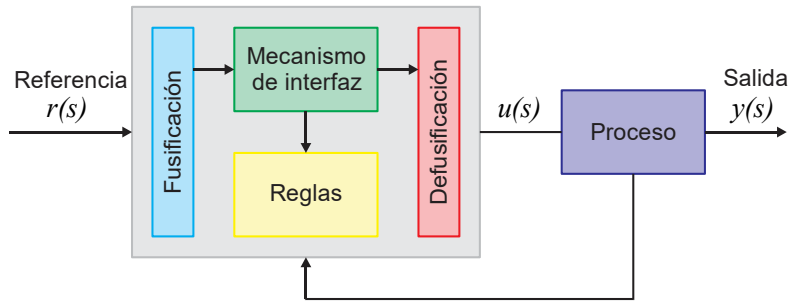 Referencia
r(s)
Fusificación
Mecanismo
de interfaz
Reglas
Defusificación
u(s)
Proceso
Salida
y(s)